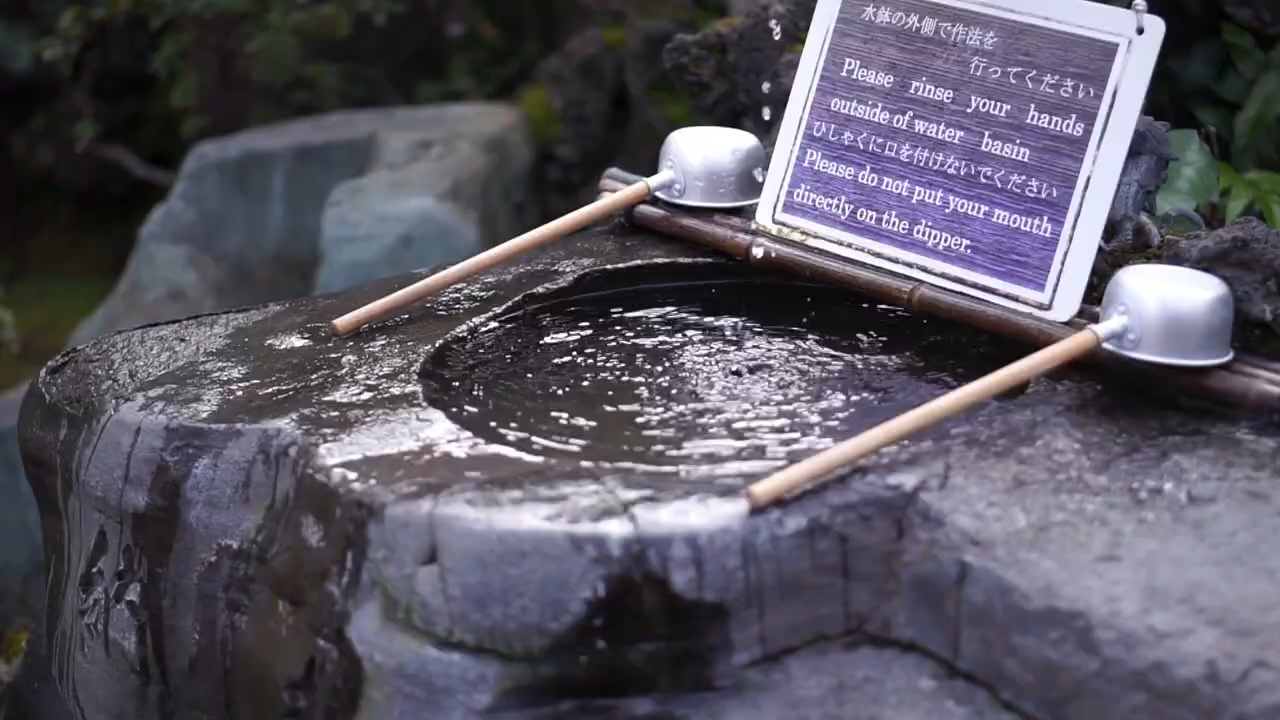 水鉢の外側で作法を
行ってください
Please rinse your hands
outside of water basin
ひしゃくに口を付けないでください
Please do not put your mouth
directly on the dipper.